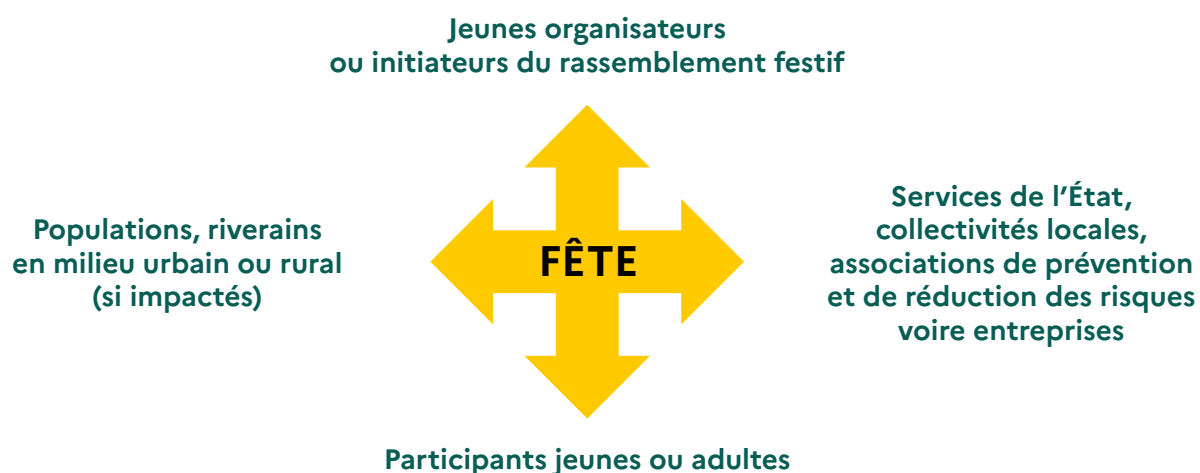 Jeunes organisateurs
ou initiateurs du rassemblement festif
Populations, riverains
en milieu urbain ou rural
(si impactés)
FÊTE
Services de l’État,
collectivités locales,
associations de prévention
et de réduction des risques
voire entreprises
Participants jeunes ou adultes